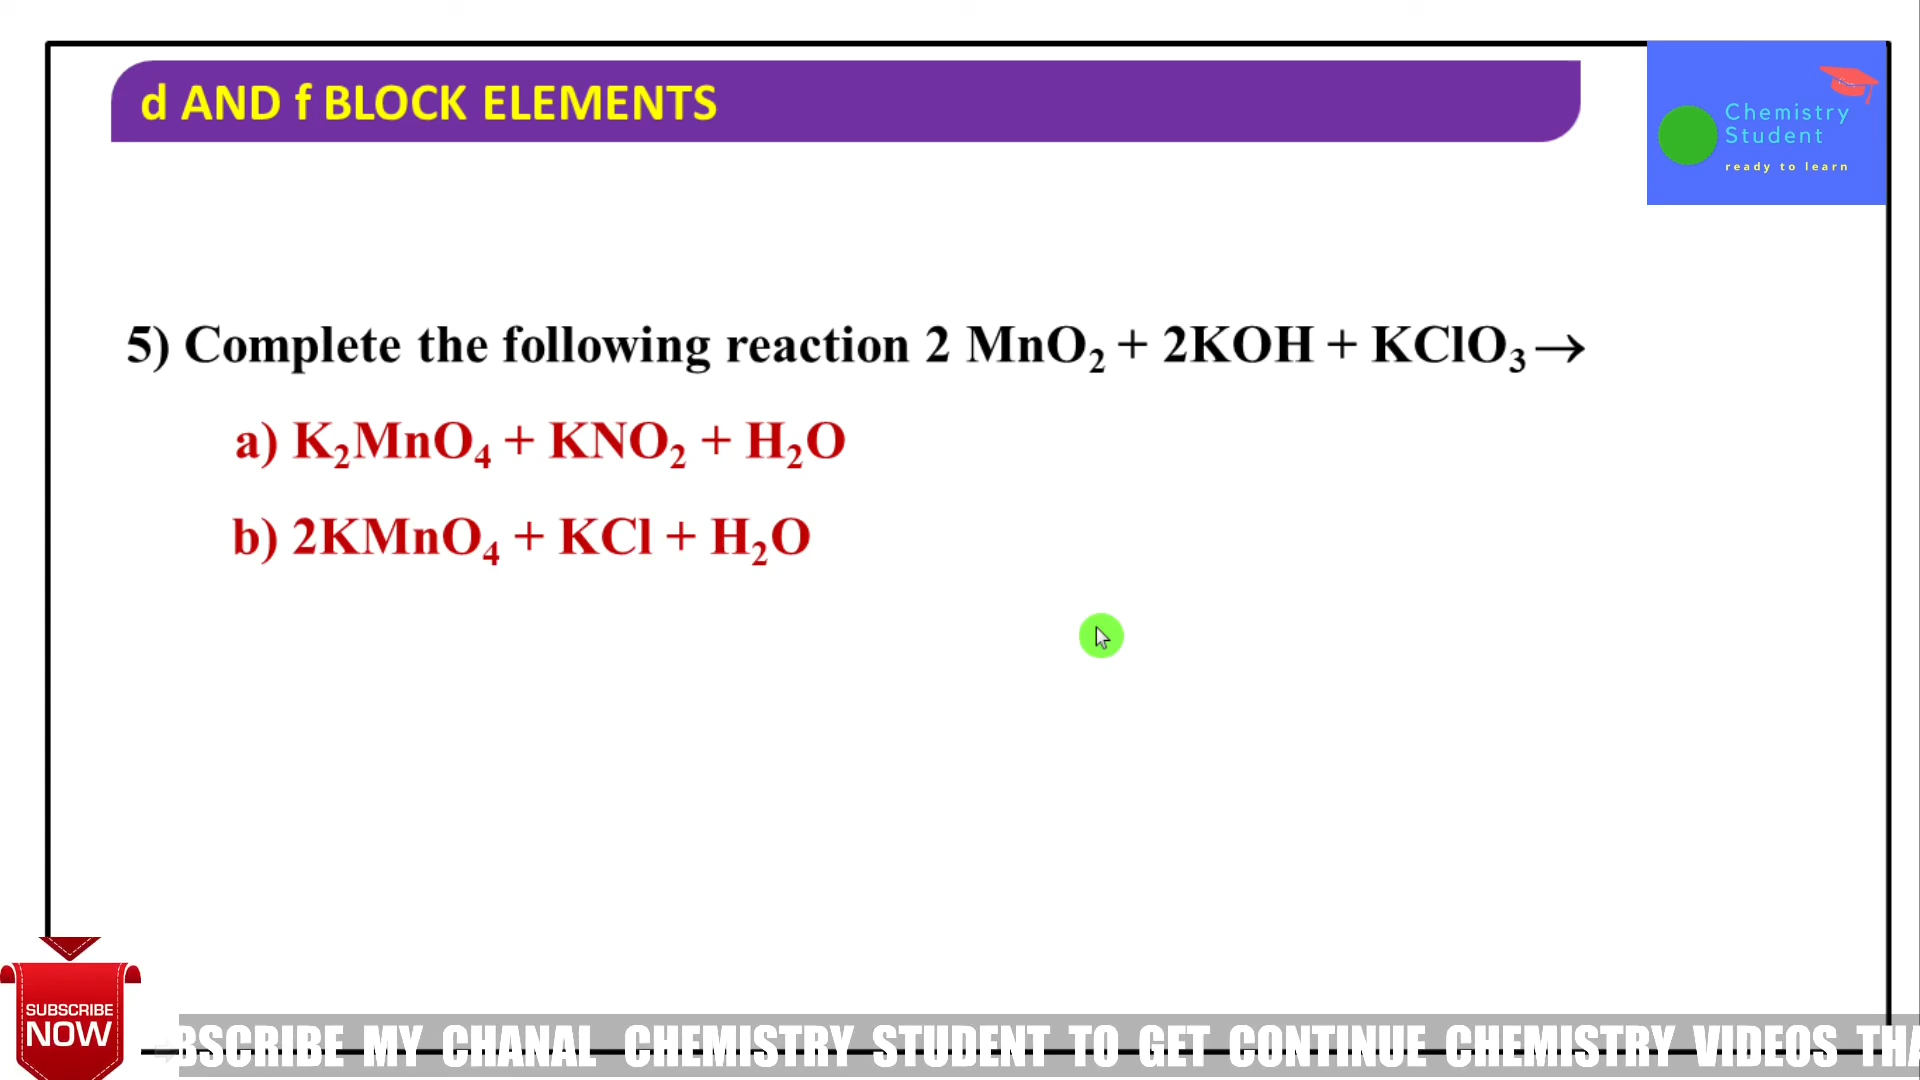 d AND f BLOCK ELEMENTS
Chemistry
Student
ready to learn
5) Complete the following reaction 2 MnO₂ + 2KOH + KClO₃ →
a) K₂MnO₄ + KNO₂ + H₂O
b) 2KMnO₄ + KCl + H₂O
SUBSCRIBE
NOW
BSCRIBE MY CHANAL CHEMISTRY STUDENT TO GET CONTINUE CHEMISTRY VIDEOS THA